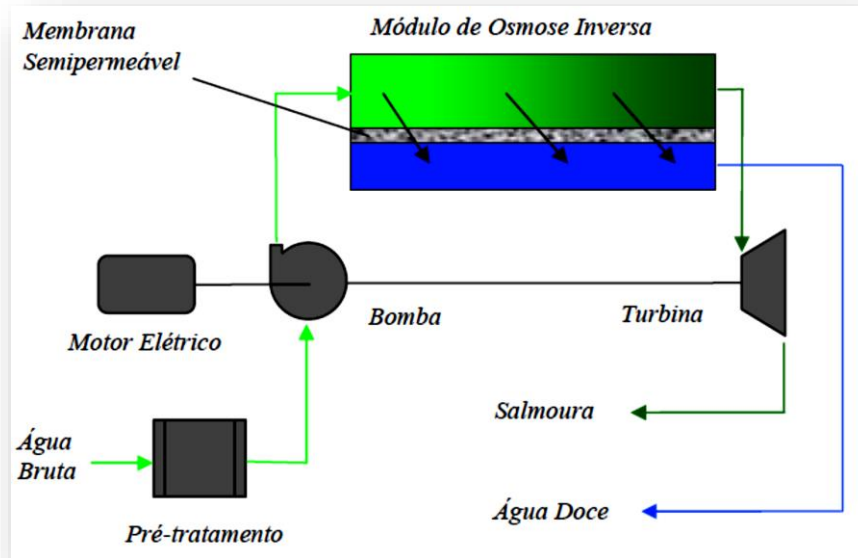 Membrana
Semipermeável
Módulo de Osmose Inversa
Motor Elétrico
Bomba
Turbina
Salmoura
Água
Bruta
Pré-tratamento
Água Doce